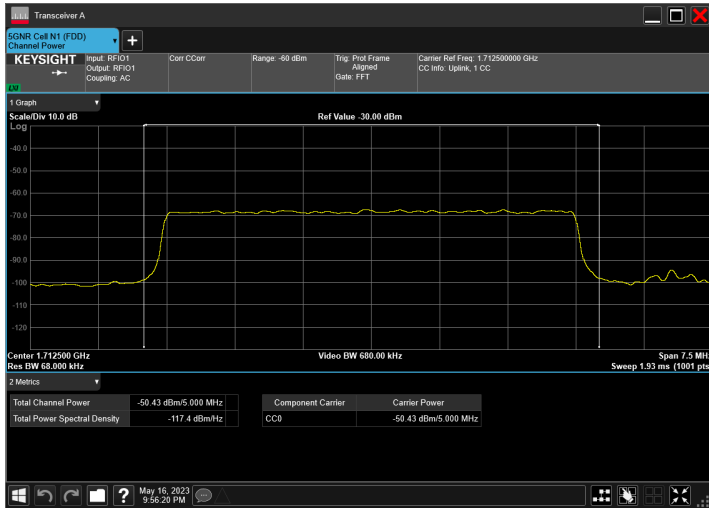 Transceiver A
5GNR Cell N1 (FDD)
Channel Power
KEYSIGHT
Input: RFIO1
Output: RFIO1
Coupling: AC
Corr CCorr
Range: -60 dBm
Trig: Prot Frame
Aligned
Gate: FFT
Carrier Ref Freq: 1.712500000 GHz
CC Info: Uplink, 1 CC
LXI
1 Graph
Scale/Div 10.0 dB
Ref Value -30.00 dBm
Log
-40.0
-50.0
-60.0
-70.0
-80.0
-90.0
-100
-110
-120
Center 1.712500 GHz
Video BW 680.00 kHz
Span 7.5 MHz
Res BW 68.000 kHz
Sweep 1.93 ms (1001 pts
2 Metrics
Total Channel Power -50.43 dBm/5.000 MHz
Total Power Spectral Density -117.4 dBm/Hz
Component Carrier Carrier Power
CC0 -50.43 dBm/5.000 MHz
May 16, 2023
9:56:20 PM